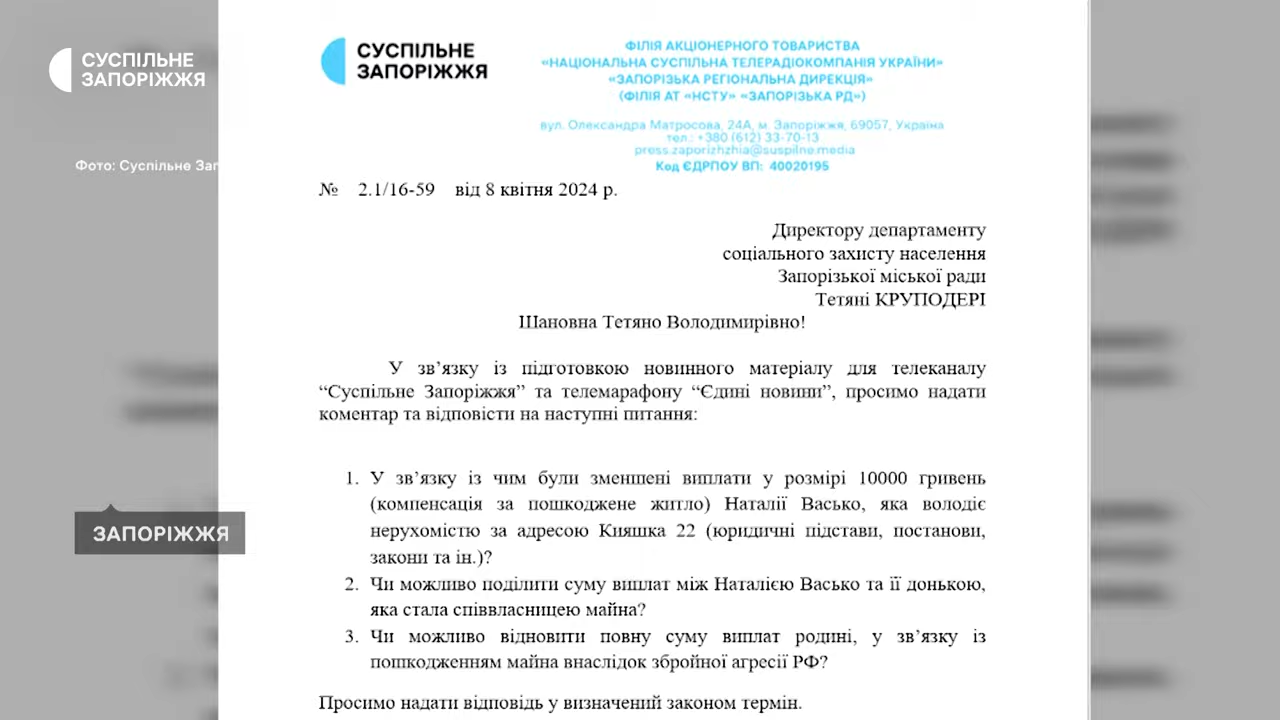 СУСПІЛЬНЕ
ЗАПОРІЖЖЯ
Фото: Суспільне
СУСПІЛЬНЕ
ЗАПОРІЖЖЯ
ФІЛІЯ АКЦІОНЕРНОГО ТОВАРИСТВА
«НАЦІОНАЛЬНА СУСПІЛЬНА ТЕЛЕРАДІОКОМПАНІЯ УКРАЇНИ»
«ЗАПОРІЗЬКА РЕГІОНАЛЬНА ДИРЕКЦІЯ»
(ФІЛІЯ АТ «НСТУ» «ЗАПОРІЗЬКА РД»)
вул. Олександра Матросова, 24А, м. Запоріжжя, 69057, Україна
тел.: +380 (612) 33-70-13
press.zaporizhzhia@suspilne.media
Код ЄДРПОУ ВП: 40020195
№ 2.1/16-59 від 8 квітня 2024 р.
Директору департаменту
соціального захисту населення
Запорізької міської ради
Тетяні КРУПОДЕРІ
Шановна Тетяно Володимирівно!
У зв’язку із підготовкою новинного матеріалу для телеканалу
“Суспільне Запоріжжя” та телемарафону “Єдині новини”, просимо надати
коментар та відповісти на наступні питання:
1. У зв’язку із чим були зменшені виплати у розмірі 10000 гривень
(компенсація за пошкоджене житло) Наталії Васько, яка володіє
нерухомістю за адресою Кияшка 22 (юридичні підстави, постанови,
закони та ін.)?
2. Чи можливо поділити суму виплат між Наталією Васько та її донькою,
яка стала співвласницею майна?
3. Чи можливо відновити повну суму виплат родині, у зв’язку із
пошкодженням майна внаслідок збройної агресії РФ?
Просимо надати відповідь у визначений законом термін.
ЗАПОРІЖЖЯ